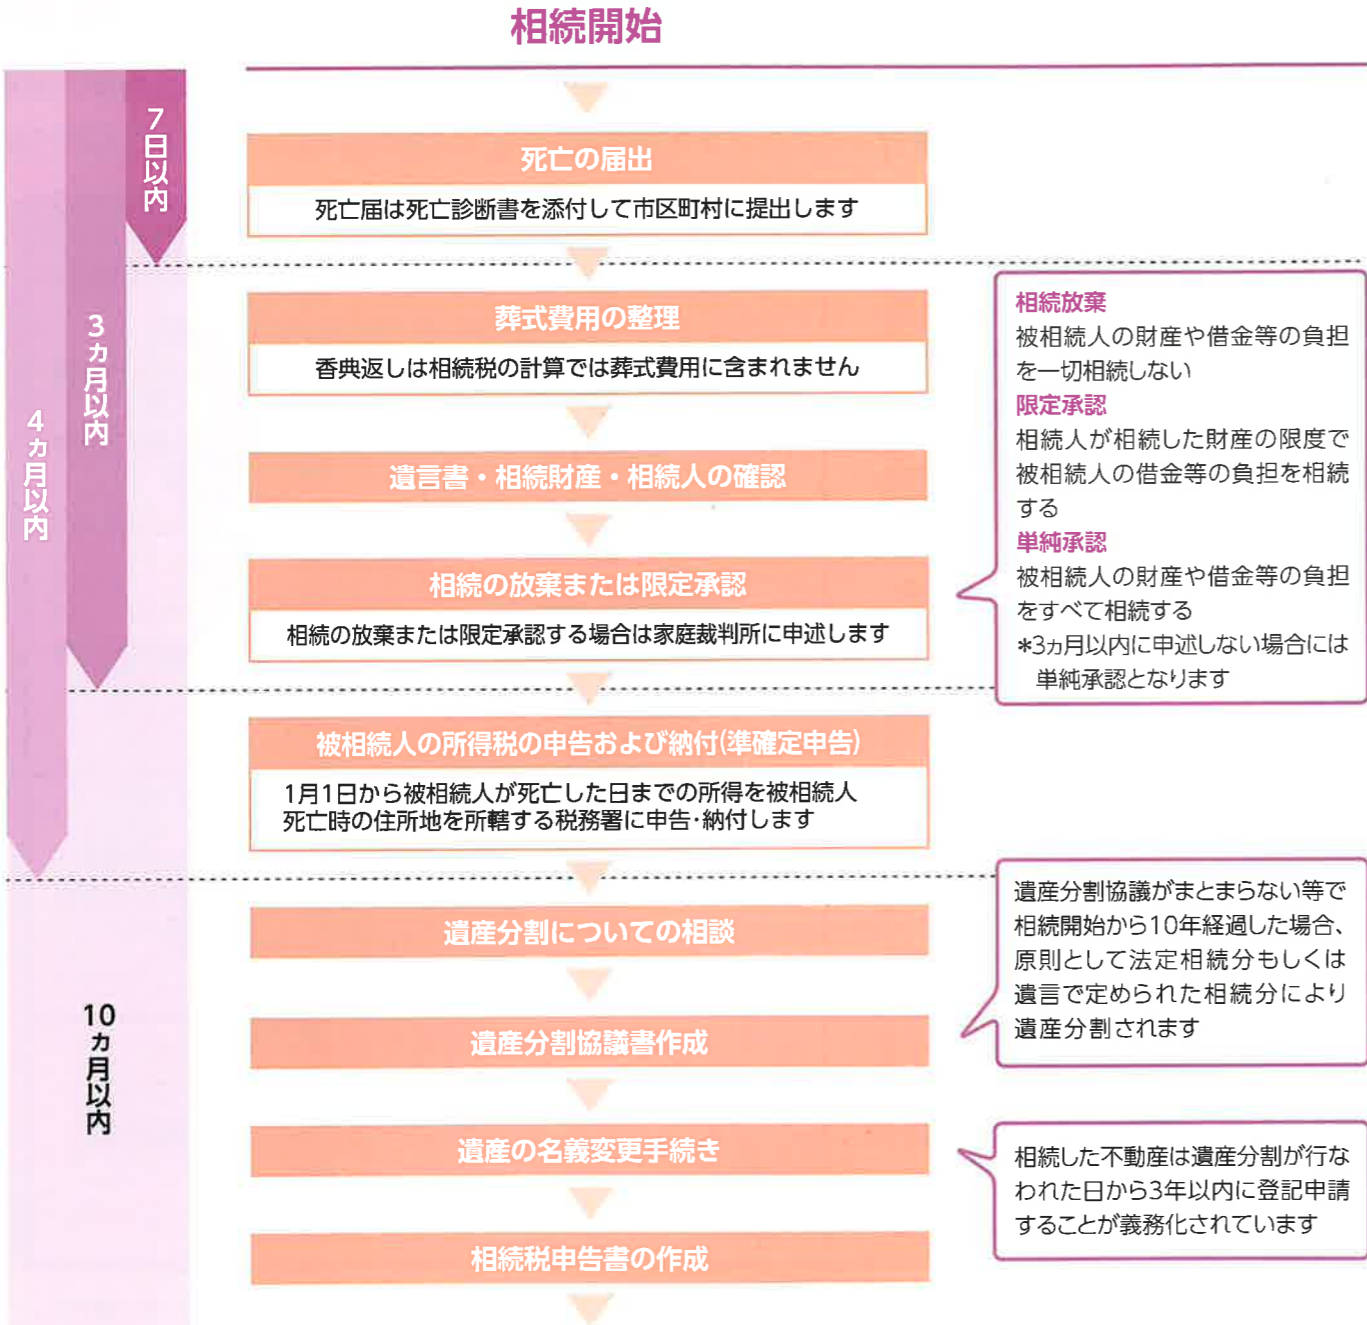 相続開始
7日以内
3ヵ月以内
4ヵ月以内
10ヵ月以内
死亡の届出
死亡届は死亡診断書を添付して市区町村に提出します
葬式費用の整理
香典返しは相続税の計算では葬式費用に含まれません
遺言書・相続財産・相続人の確認
相続の放棄または限定承認
相続の放棄または限定承認する場合は家庭裁判所に申述します
相続放棄
被相続人の財産や借金等の負担
を一切相続しない
限定承認
相続人が相続した財産の限度で
被相続人の借金等の負担を相続
する
単純承認
被相続人の財産や借金等の負担
をすべて相続する
*3ヵ月以内に申述しない場合には
単純承認となります
被相続人の所得税の申告および納付(準確定申告)
1月1日から被相続人が死亡した日までの所得を被相続人
死亡時の住所地を所轄する税務署に申告・納付します
遺産分割についての相談
遺産分割協議書作成
遺産分割協議がまとまらない等で
相続開始から10年経過した場合、
原則として法定相続分もしくは
遺言で定められた相続分により
遺産分割されます
遺産の名義変更手続き
相続した不動産は遺産分割が行な
われた日から3年以内に登記申請
することが義務化されています
相続税申告書の作成